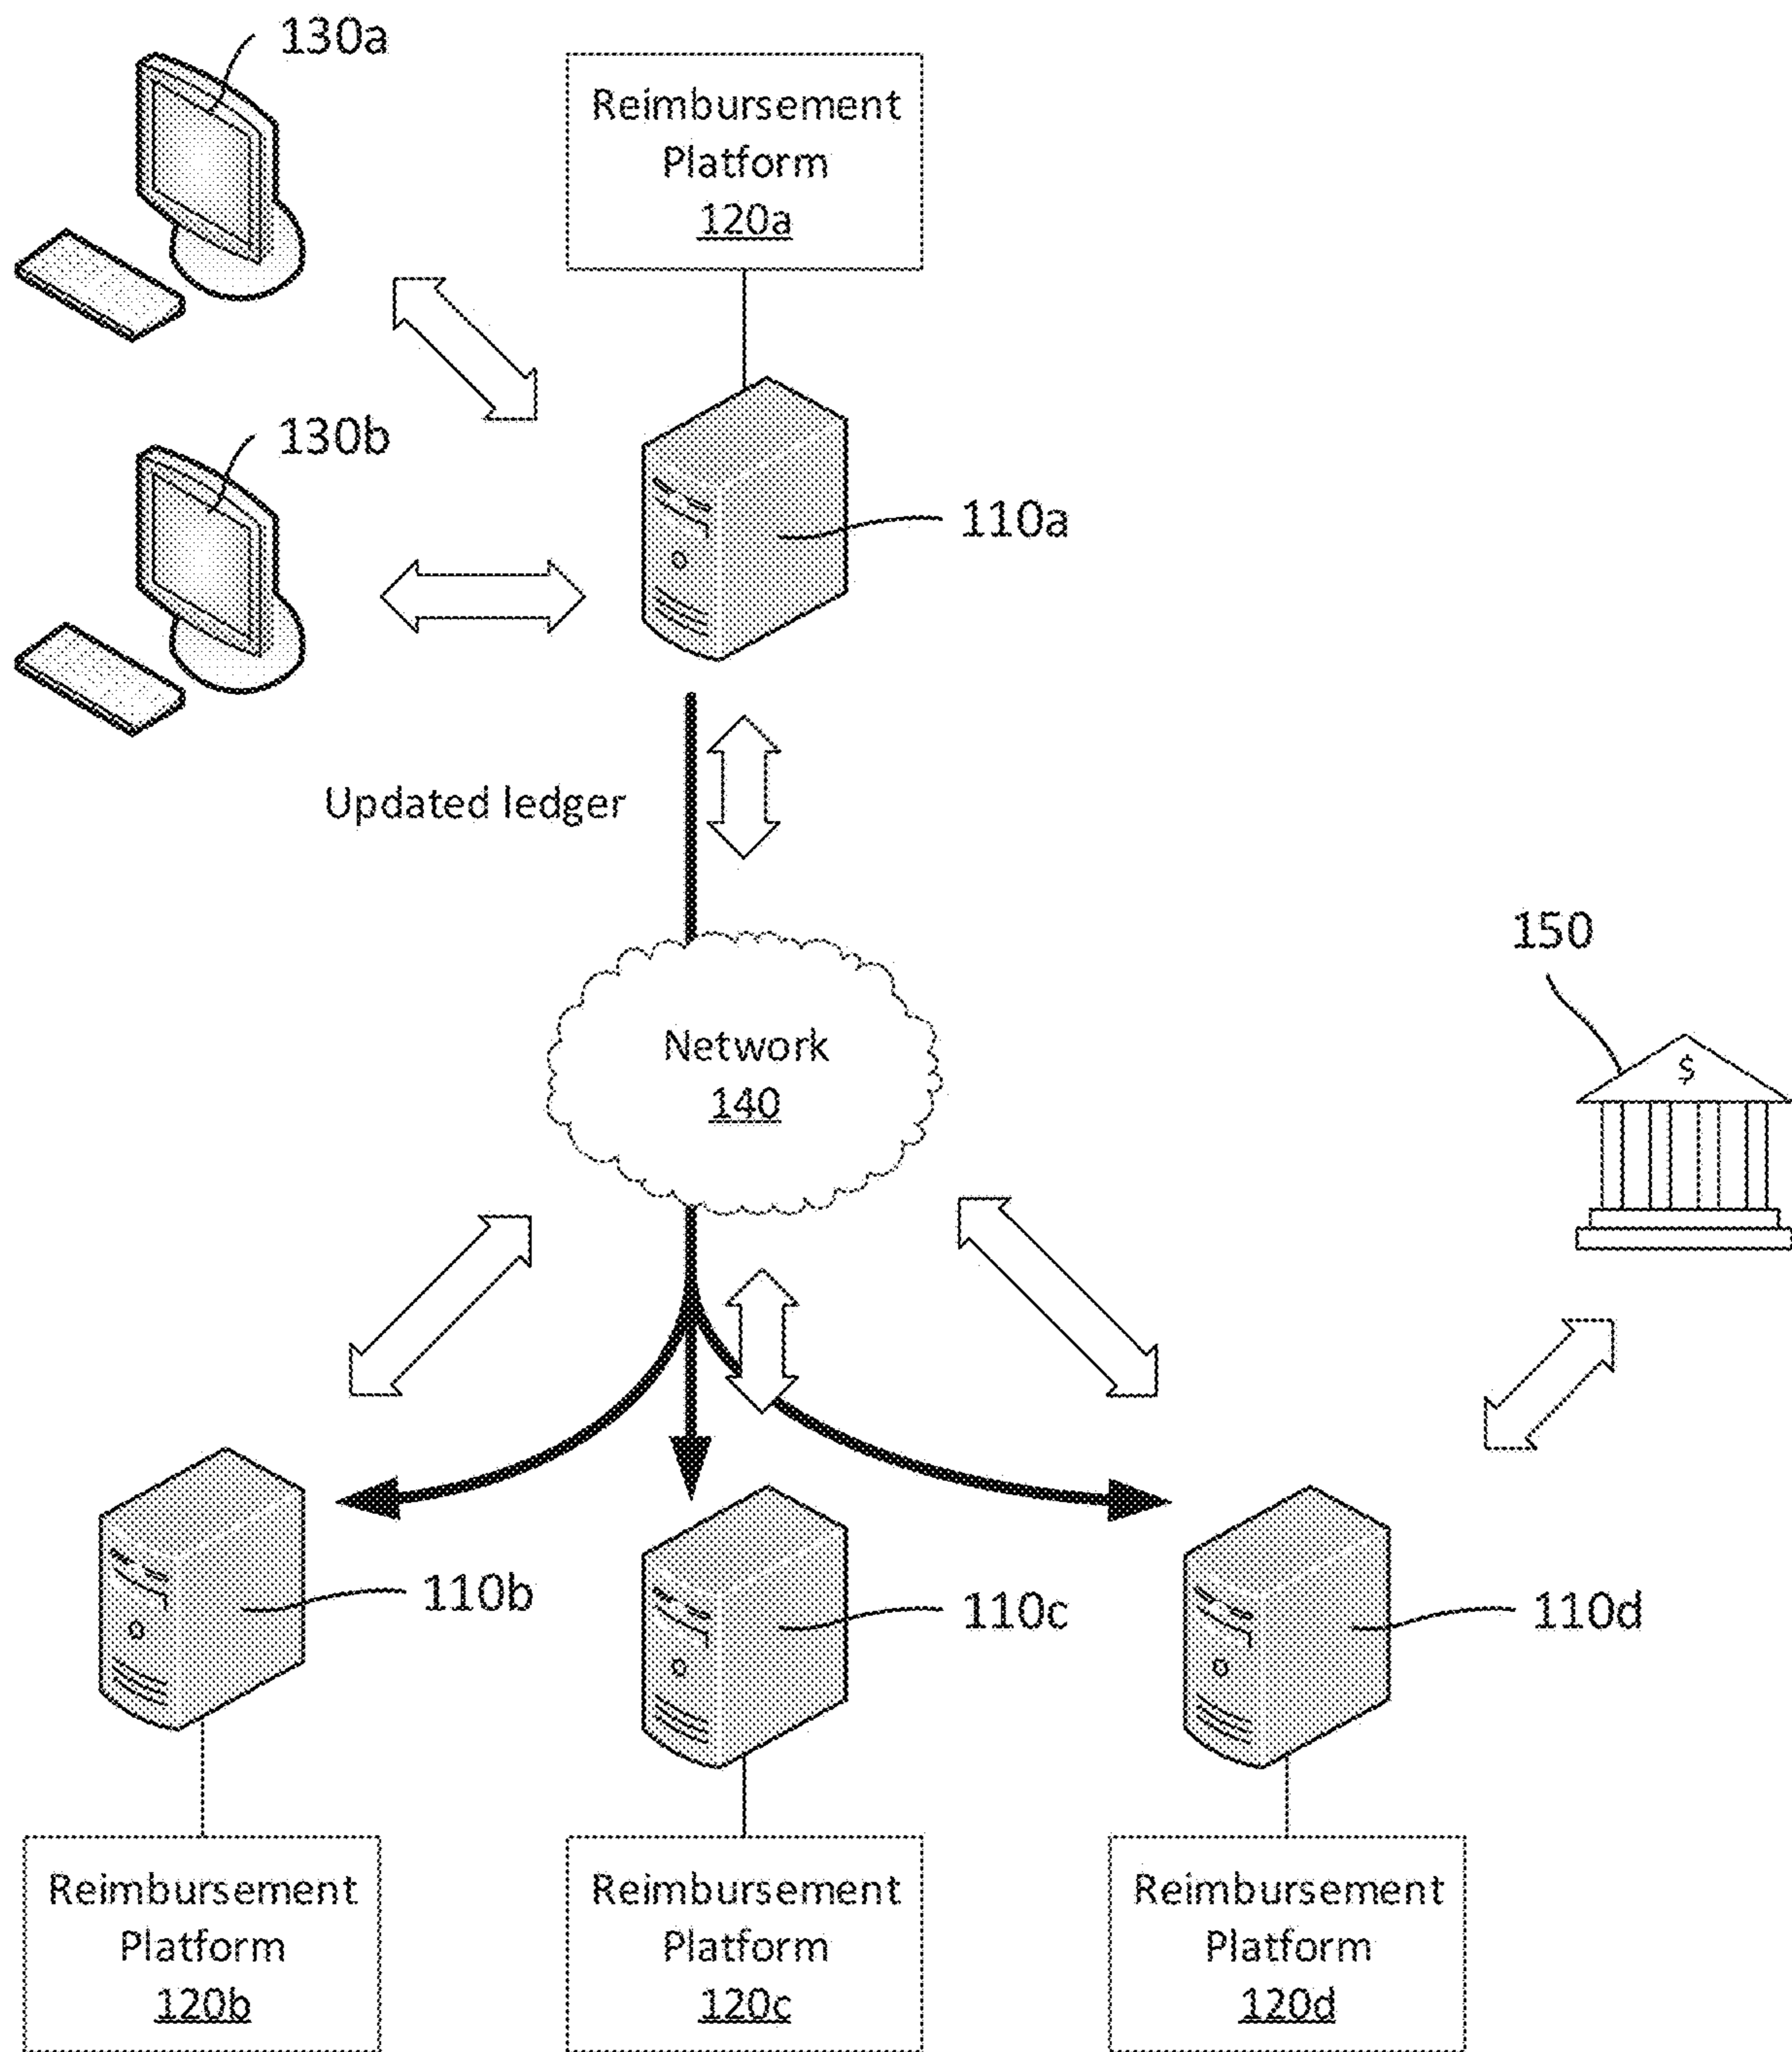 130a
Reimbursement
Platform
120a
130b
110a
Updated ledger
150
$
Network
140
110b
110c
110d
Reimbursement
Platform
120b
Reimbursement
Platform
120c
Reimbursement
Platform
120d